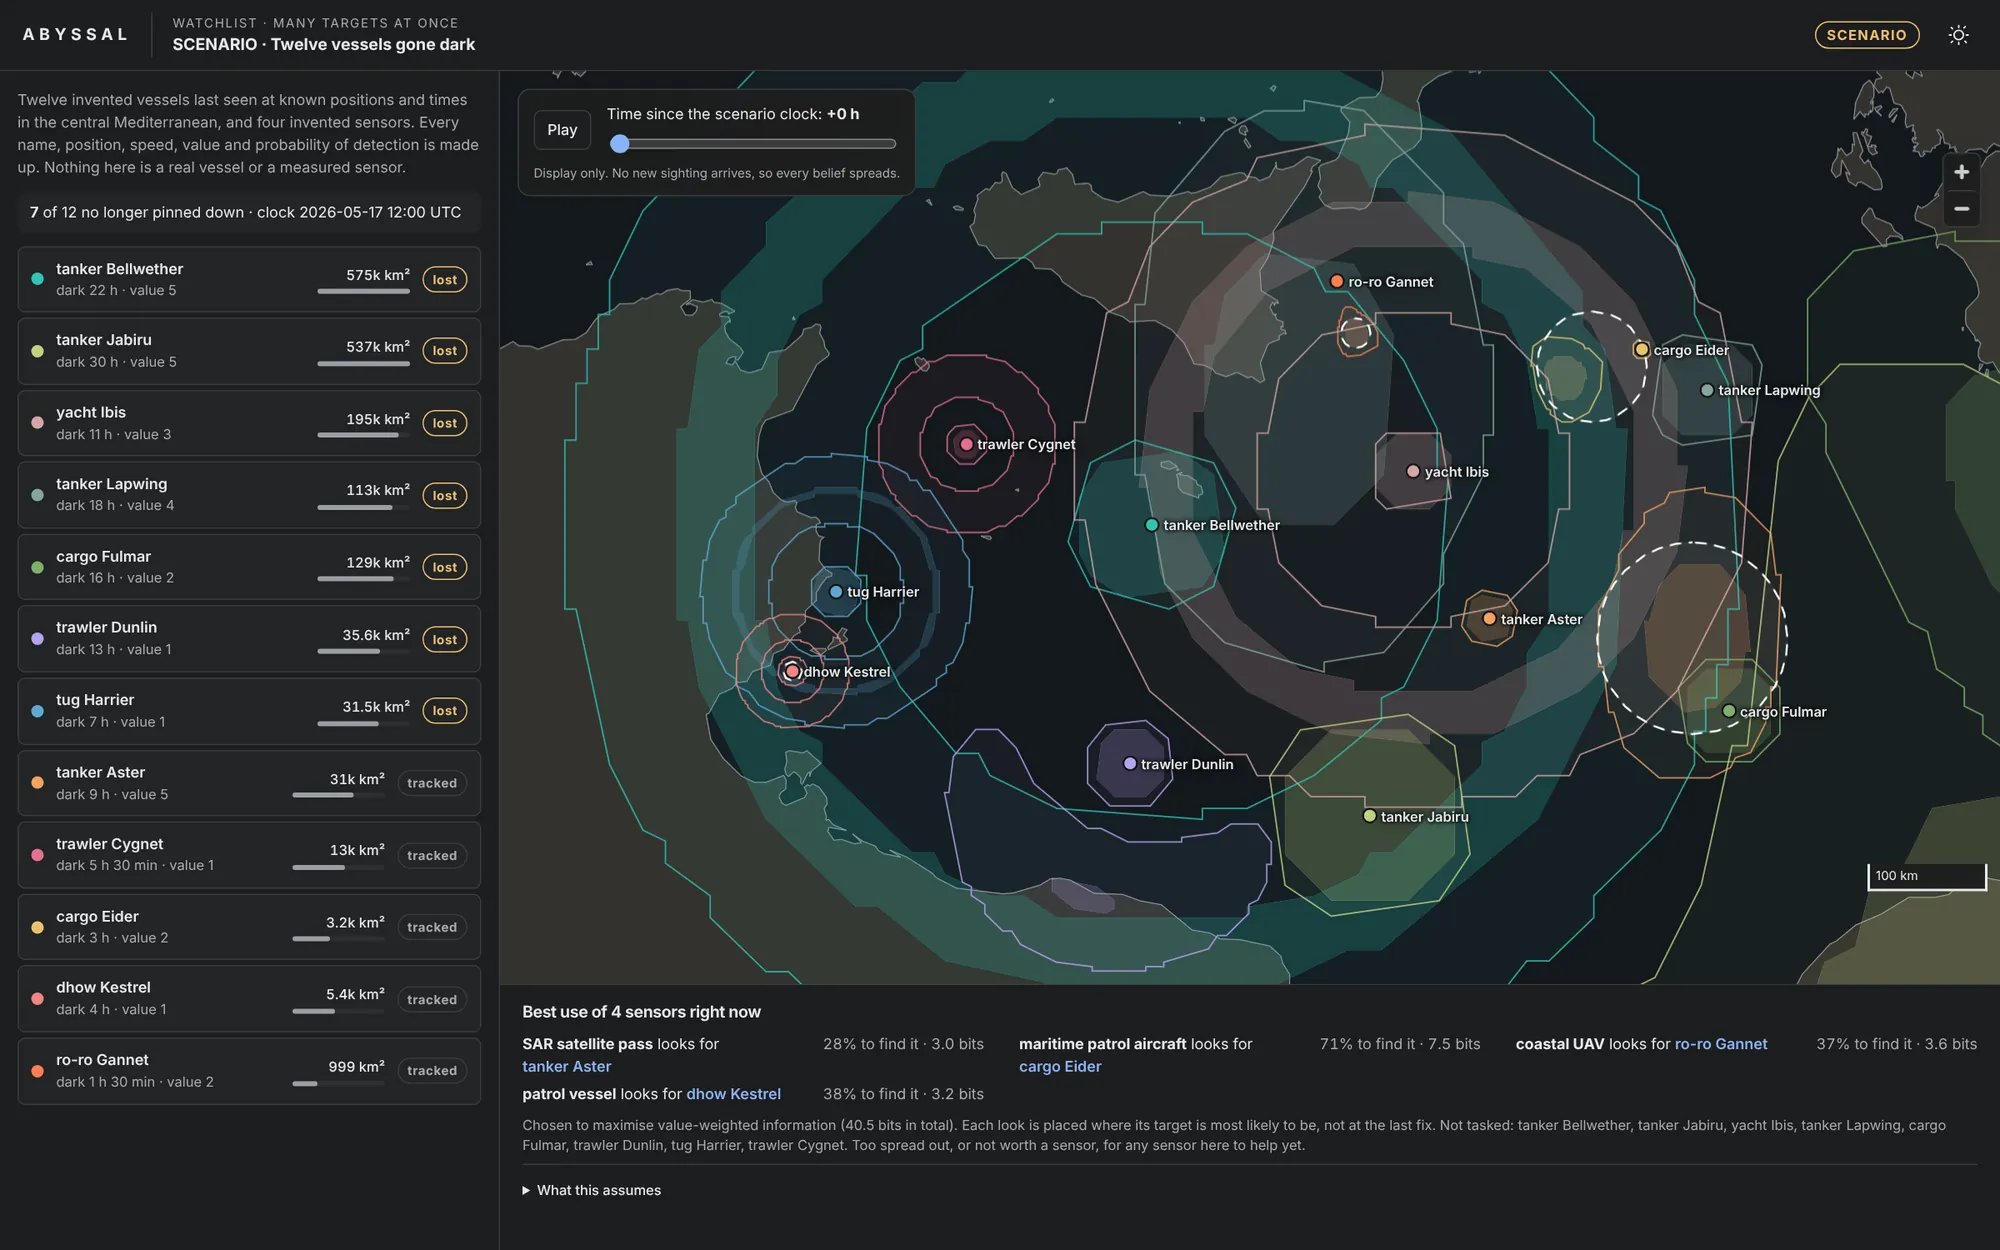 ABYSSAL
WATCHLIST · MANY TARGETS AT ONCE
SCENARIO · Twelve vessels gone dark
SCENARIO
Twelve invented vessels last seen at known positions and times
in the central Mediterranean, and four invented sensors. Every
name, position, speed, value and probability of detection is made
up. Nothing here is a real vessel or a measured sensor.
7 of 12 no longer pinned down · clock 2026-05-17 12:00 UTC
tanker Bellwether
dark 22 h · value 5
575k km²
lost
tanker Jabiru
dark 30 h · value 5
537k km²
lost
yacht Ibis
dark 11 h · value 3
195k km²
lost
tanker Lapwing
dark 18 h · value 4
113k km²
lost
cargo Fulmar
dark 16 h · value 2
129k km²
lost
trawler Dunlin
dark 13 h · value 1
35.6k km²
lost
tug Harrier
dark 7 h · value 1
31.5k km²
lost
tanker Aster
dark 9 h · value 5
31k km²
tracked
trawler Cygnet
dark 5 h 30 min · value 1
13k km²
tracked
cargo Eider
dark 3 h · value 2
3.2k km²
tracked
dhow Kestrel
dark 4 h · value 1
5.4k km²
tracked
ro-ro Gannet
dark 1 h 30 min · value 2
999 km²
tracked
Play
Time since the scenario clock: +0 h
Display only. No new sighting arrives, so every belief spreads.
+
−
ro-ro Gannet
cargo Eider
tanker Lapwing
trawler Cygnet
yacht Ibis
tanker Bellwether
tug Harrier
tanker Aster
dhow Kestrel
cargo Fulmar
trawler Dunlin
tanker Jabiru
100 km
Best use of 4 sensors right now
SAR satellite pass looks for
tanker Aster
28% to find it · 3.0 bits
maritime patrol aircraft looks for
cargo Eider
71% to find it · 7.5 bits
coastal UAV looks for ro-ro Gannet
37% to find it · 3.6 bits
patrol vessel looks for dhow Kestrel
38% to find it · 3.2 bits
Chosen to maximise value-weighted information (40.5 bits in total). Each look is placed where its target is most likely to be, not at the last fix. Not tasked: tanker Bellwether, tanker Jabiru, yacht Ibis, tanker Lapwing, cargo
Fulmar, trawler Dunlin, tug Harrier, trawler Cygnet. Too spread out, or not worth a sensor, for any sensor here to help yet.
▶ What this assumes